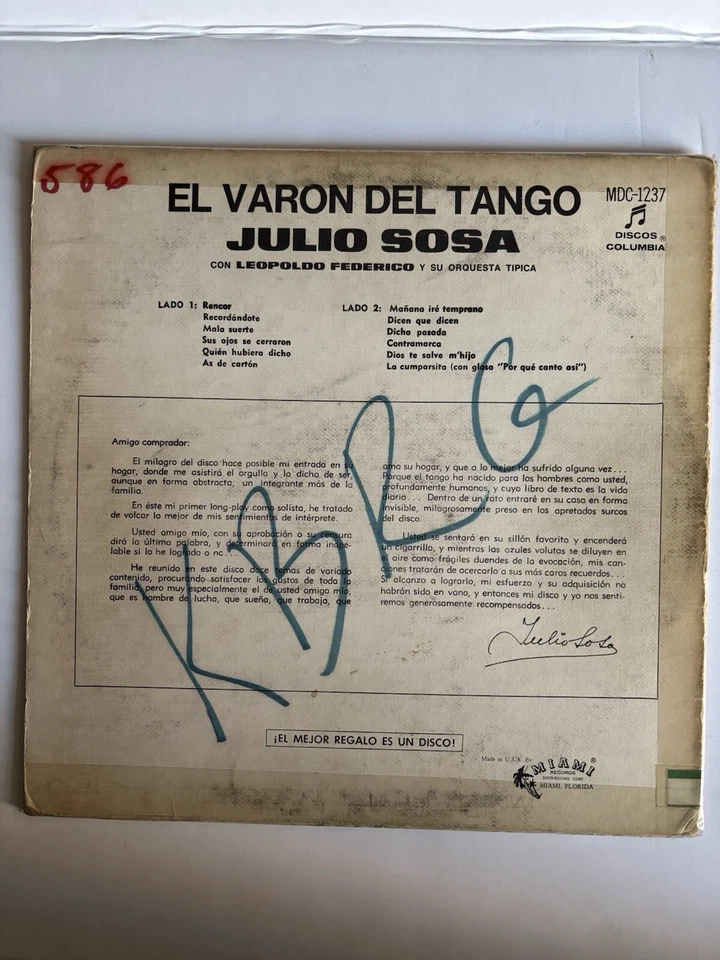 586
EL VARON DEL TANGO
MDC-1237
JULIO SOSA
DISCOS
COLUMBIA®
CON LEOPOLDO FEDERICO Y SU ORQUESTA TIPICA
LADO 1: Rencor
Recordándote
Mala suerte
Sus ojos se cerraron
Quién hubiera dicho
As de cartón
LADO 2: Mañana iré temprano
Dicen que dicen
Dicha pasada
Contramarca
Dios te salve m'hijo
La cumparsita (con glosa "Por qué canto así")
KBRG
Amigo comprador:
El milagro del disco hace posible mi entrada en su
hogar, donde me asistirá el orgullo y la dicha de ser,
aunque en forma abstracta, un integrante más de la
familia.
En éste mi primer long-play como solista, he tratado
de volcar lo mejor de mis sentimientos de intérprete.
Usted amigo mío, con su aprobación o su censura
dirá la última palabra, y determinará en forma inape-
lable si lo he logrado o no.
He reunido en este disco doce temas de variado
contenido, procurando satisfacer los gustos de toda la
familia, pero muy especialmente el de usted amigo mío,
que es hombre de lucha, que sueña, que trabaja, que
ama su hogar, y que a lo mejor ha sufrido alguna vez...
Porque el tango ha nacido para los hombres como usted,
profundamente humanos, y cuyo libro de texto es la vida
diaria... Dentro de un rato entraré en su casa en forma
invisible, milagrosamente preso en los apretados surcos
del disco.
Usted se sentará en su sillón favorito y encenderá
un cigarrillo, y mientras las azules volutas se diluyen en
el aire como frágiles duendes de la evocación, mis can-
ciones tratarán de acercarlo a sus más caros recuerdos...
Si alcanzo a lograrlo, mi esfuerzo y su adquisición no
habrán sido en vano, y entonces mi disco y yo nos senti-
remos generosamente recompensados...
Julio Sosa
¡EL MEJOR REGALO ES UN DISCO!
Made in U.S.A. By
MIAMI®
RECORDS
DISTRIBUTING CORP.
MIAMI, FLORIDA